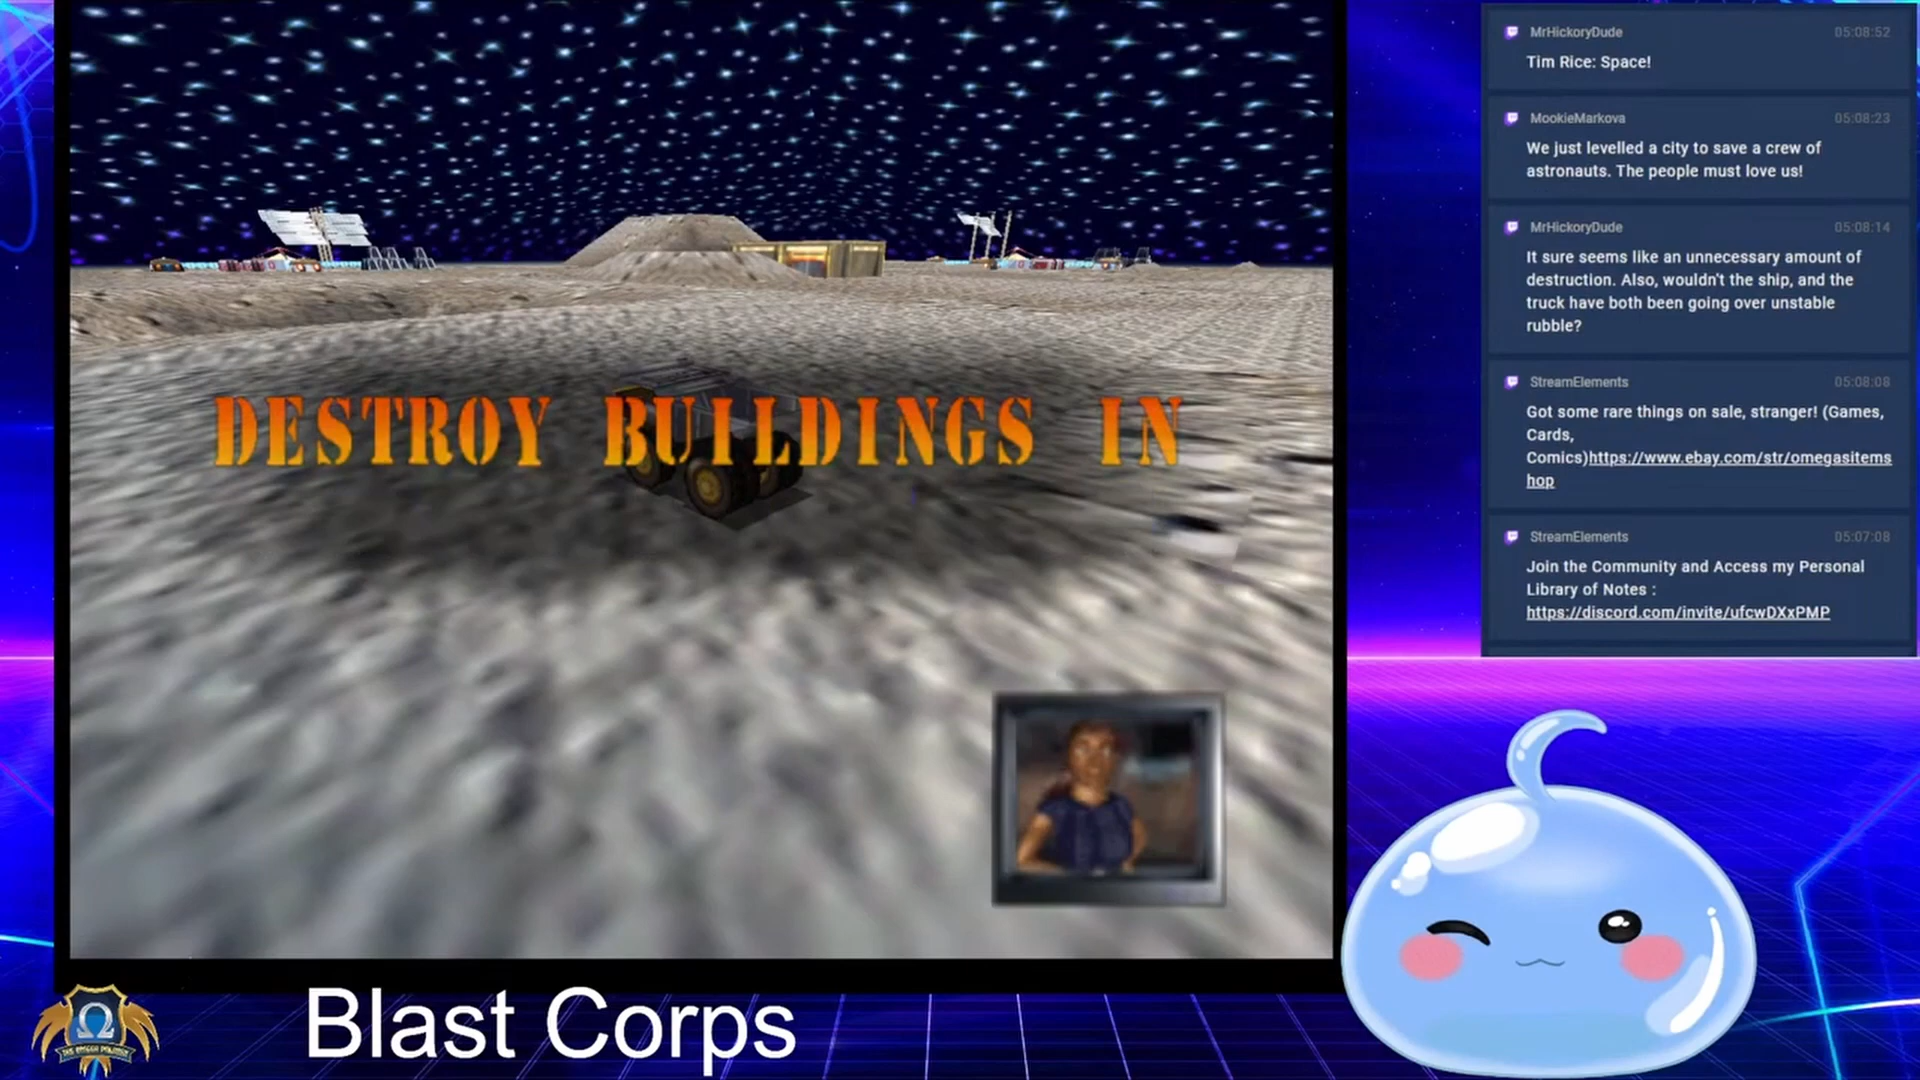 DESTROY BUILDINGS IN
MrHickoryDude 05:08:52
Tim Rice: Space!
MookieMarkova 05:08:23
We just levelled a city to save a crew of
astronauts. The people must love us!
MrHickoryDude 05:08:14
It sure seems like an unnecessary amount of
destruction. Also, wouldn't the ship, and the
truck have both been going over unstable
rubble?
StreamElements 05:08:08
Got some rare things on sale, stranger! (Games,
Cards,
Comics)https://www.ebay.com/str/omegasitems
hop
StreamElements 05:07:08
Join the Community and Access my Personal
Library of Notes :
https://discord.com/invite/ufcwDXxPMP
Blast Corps